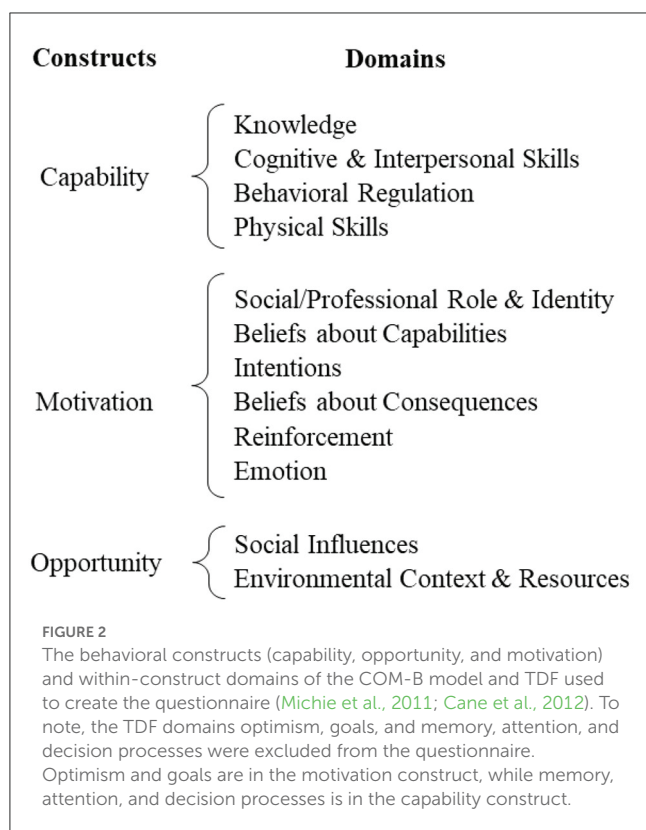 Constructs Domains
Capability
Knowledge
Cognitive & Interpersonal Skills
Behavioral Regulation
Physical Skills
Motivation
Social/Professional Role & Identity
Beliefs about Capabilities
Intentions
Beliefs about Consequences
Reinforcement
Emotion
Opportunity
Social Influences
Environmental Context & Resources
FIGURE 2
The behavioral constructs (capability, opportunity, and motivation)
and within-construct domains of the COM-B model and TDF used
to create the questionnaire (Michie et al., 2011; Cane et al., 2012). To
note, the TDF domains optimism, goals, and memory, attention, and
decision processes were excluded from the questionnaire.
Optimism and goals are in the motivation construct, while memory,
attention, and decision processes is in the capability construct.